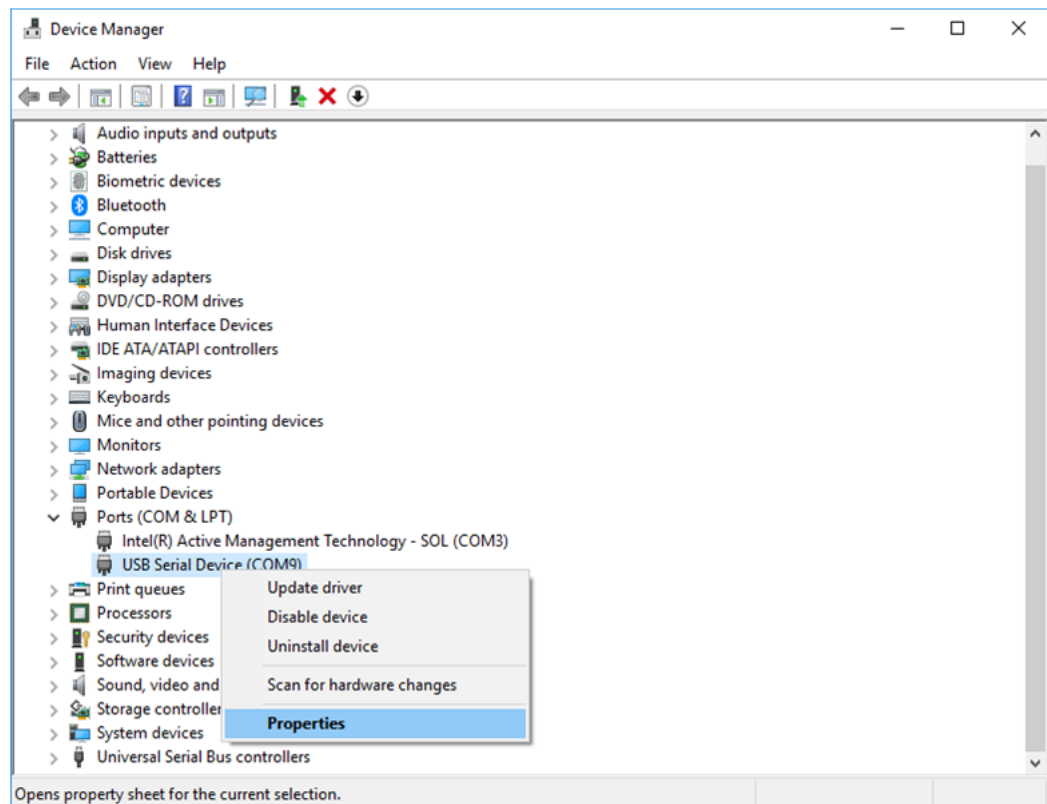 Device Manager
File Action View Help
Audio inputs and outputs
Batteries
Biometric devices
Bluetooth
Computer
Disk drives
Display adapters
DVD/CD-ROM drives
Human Interface Devices
IDE ATA/ATAPI controllers
Imaging devices
Keyboards
Mice and other pointing devices
Monitors
Network adapters
Portable Devices
Ports (COM & LPT)
Intel(R) Active Management Technology - SOL (COM3)
USB Serial Device (COM9)
Print queues
Processors
Security devices
Software devices
Sound, video and
Storage controller
System devices
Universal Serial Bus controllers
Update driver
Disable device
Uninstall device
Scan for hardware changes
Properties
Opens property sheet for the current selection.